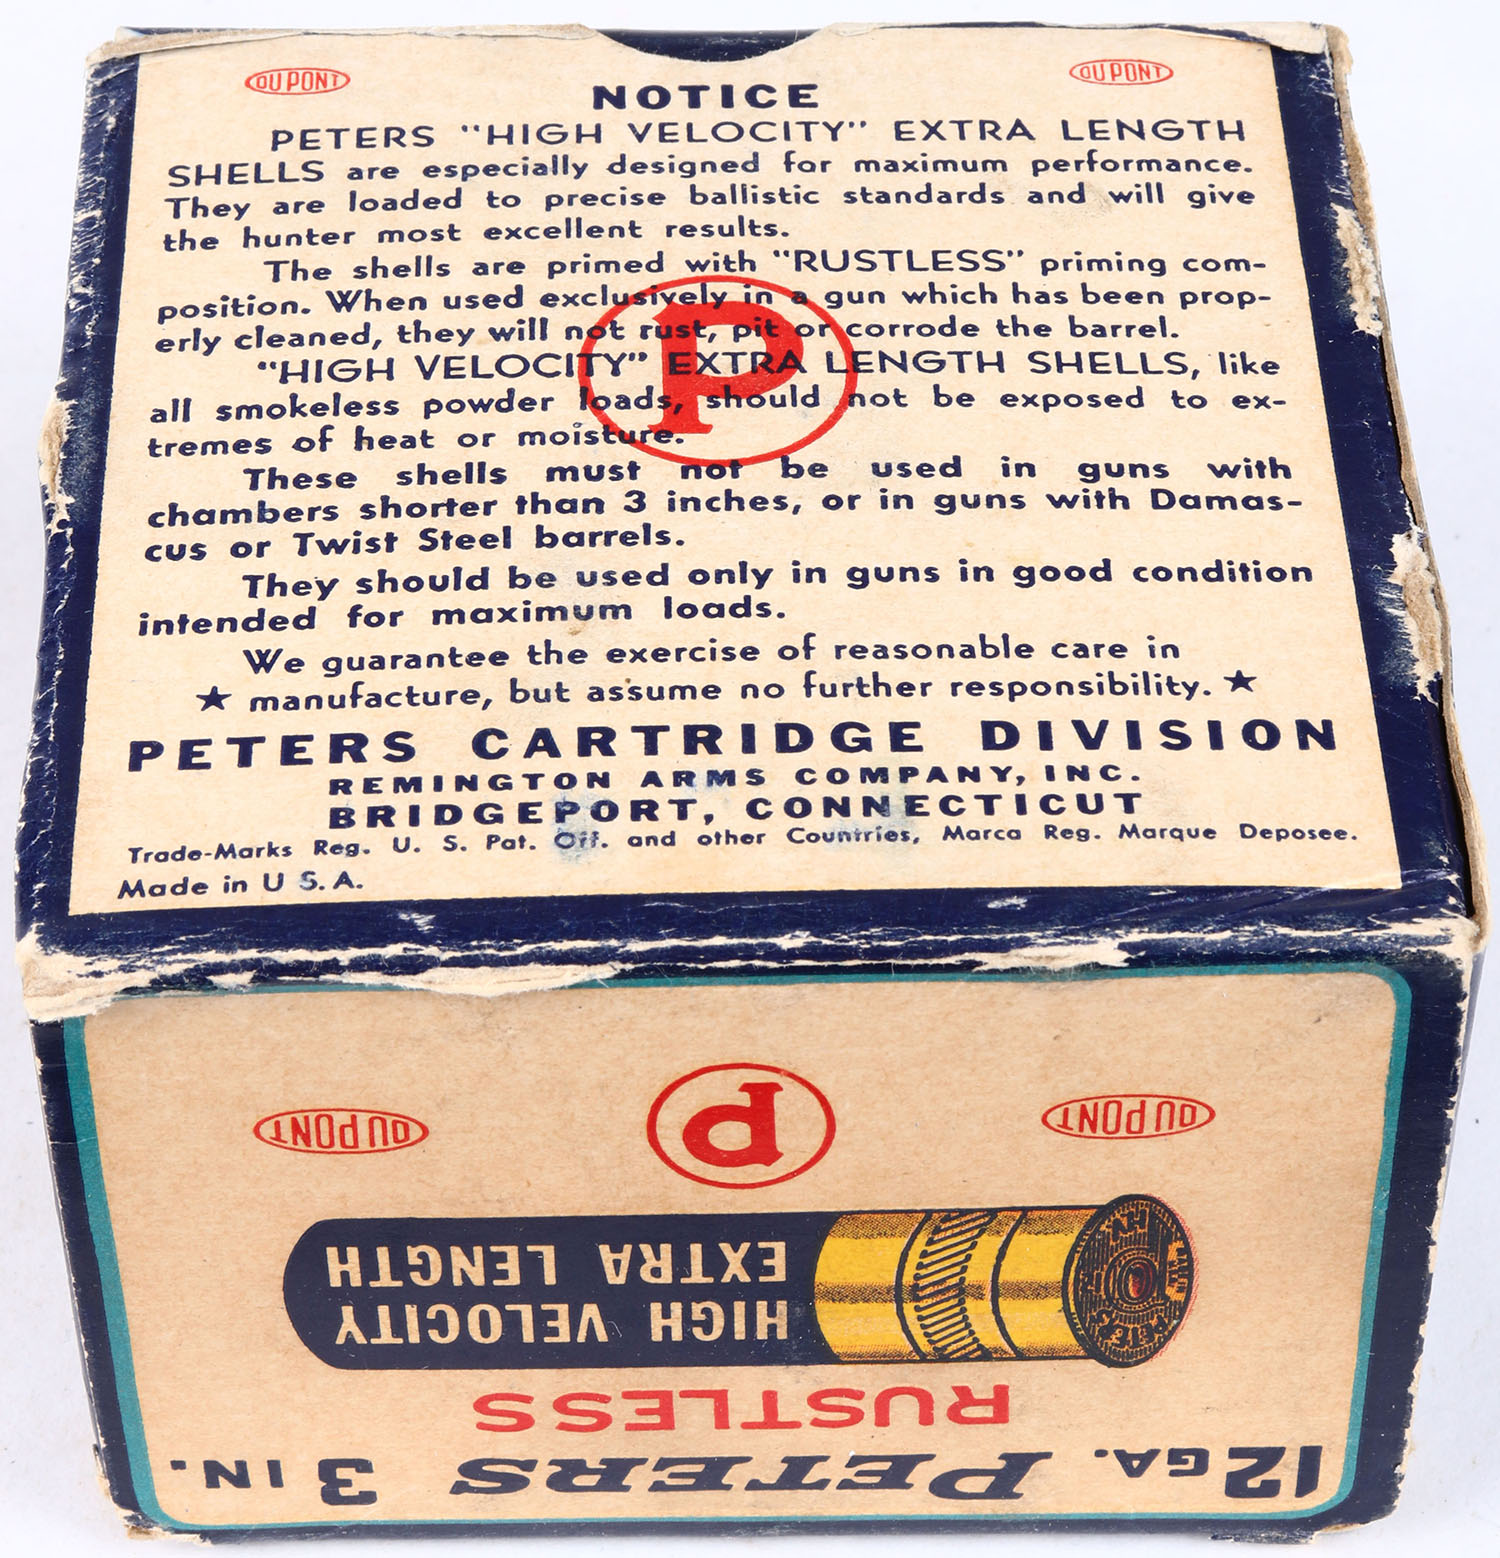 DU PONT DU PONT
NOTICE
PETERS "HIGH VELOCITY" EXTRA LENGTH
SHELLS are especially designed for maximum performance.
They are loaded to precise ballistic standards and will give
the hunter most excellent results.
The shells are primed with "RUSTLESS" priming com-
position. When used exclusively in a gun which has been prop-
erly cleaned, they will not rust, pit or corrode the barrel.
P
"HIGH VELOCITY" EXTRA LENGTH SHELLS, like
all smokeless powder loads, should not be exposed to ex-
tremes of heat or moisture.
These shells must not be used in guns with
chambers shorter than 3 inches, or in guns with Damas-
cus or Twist Steel barrels.
They should be used only in guns in good condition
intended for maximum loads.
We guarantee the exercise of reasonable care in
★ manufacture, but assume no further responsibility. ★
PETERS CARTRIDGE DIVISION
REMINGTON ARMS COMPANY, INC.
BRIDGEPORT, CONNECTICUT
Trade-Marks Reg. U. S. Pat. Off. and other Countries, Marca Reg. Marque Deposee.
Made in U S. A.
12 GA. PETERS 3 IN.
RUSTLESS
HIGH VELOCITY
EXTRA LENGTH
DU PONT P DU PONT